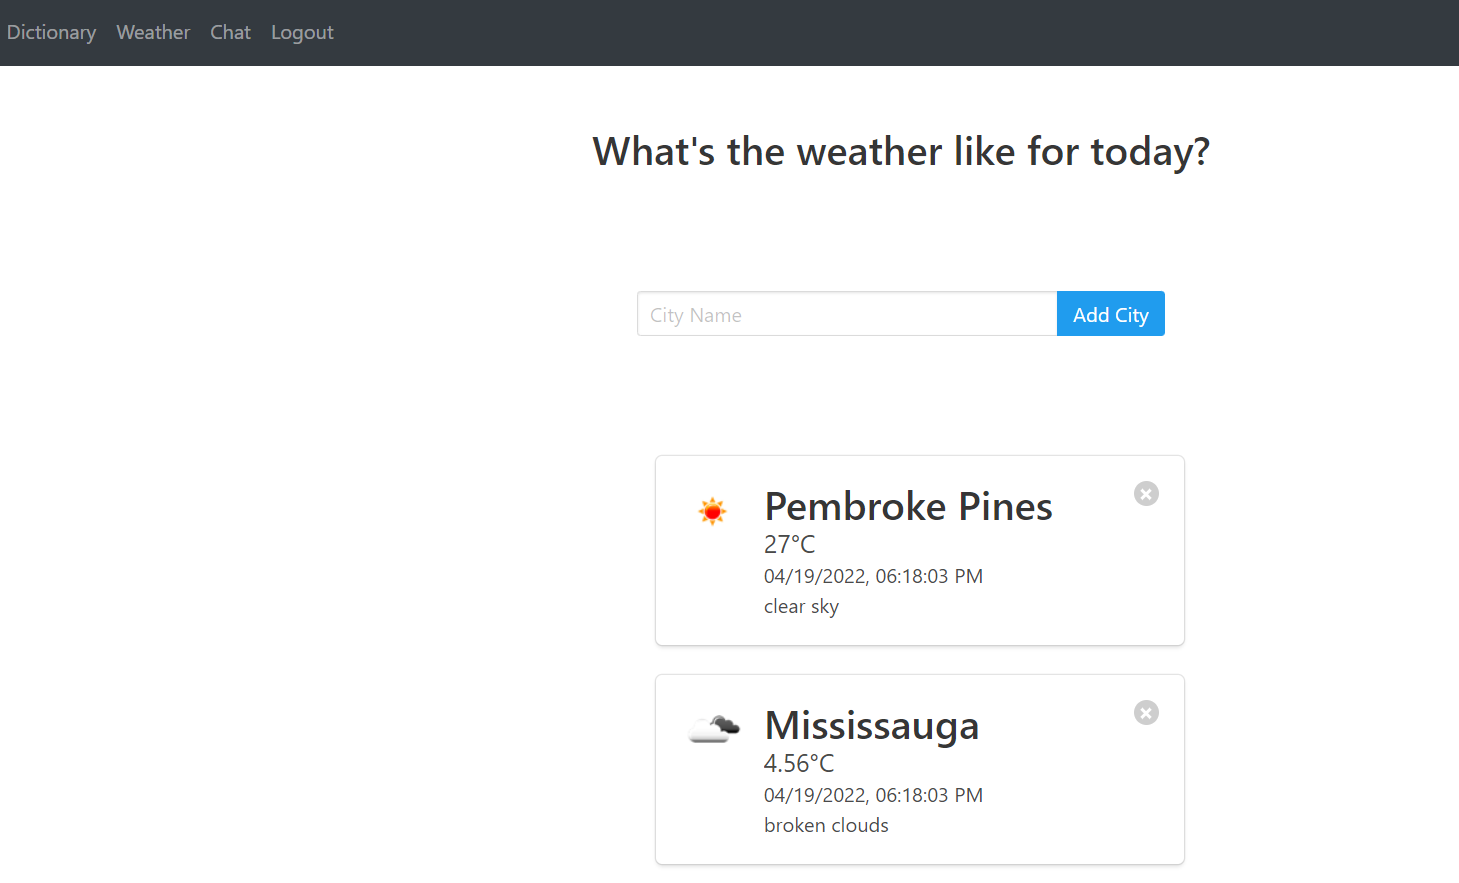 Dictionary Weather Chat Logout
What's the weather like for today?
City Name Add City
Pembroke Pines
27°C
04/19/2022, 06:18:03 PM
clear sky
Mississauga
4.56°C
04/19/2022, 06:18:03 PM
broken clouds